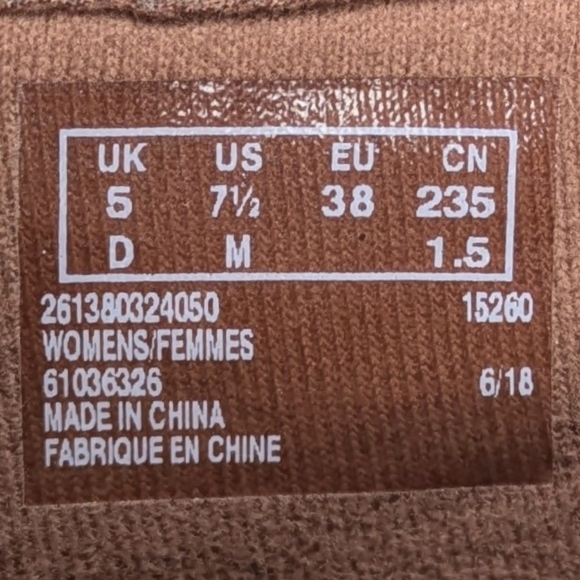 UK US EU CN
5 7½ 38 235
D M 1.5
261380324050 15260
WOMENS/FEMMES
61036326 6/18
MADE IN CHINA
FABRIQUE EN CHINE